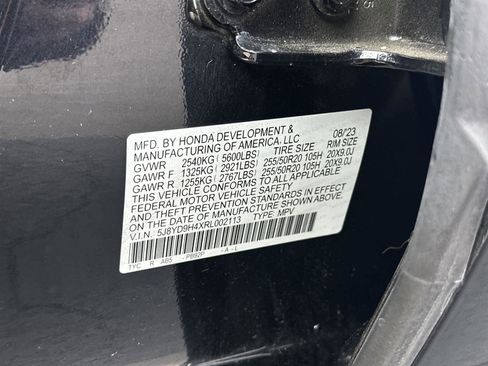 MFD. BY HONDA DEVELOPMENT & 08/23
MANUFACTURING OF AMERICA, LLC
GVWR 2540KG (5600LBS) TIRE SIZE RIM SIZE
GAWR F 1325KG (2921LBS) 255/50R20 105H 20X9.0J
GAWR R 1255KG (2767LBS) 255/50R20 105H 20X9.0J
THIS VEHICLE CONFORMS TO ALL APPLICABLE
FEDERAL MOTOR VEHICLE SAFETY AND
THEFT PREVENTION STANDARDS IN EFFECT ON
THE DATE OF MANUFACTURE SHOWN ABOVE.
V.I.N. 5J8YD9H4XRL002113 TYPE MPV
TYC R AB5 - PB92P - A - L